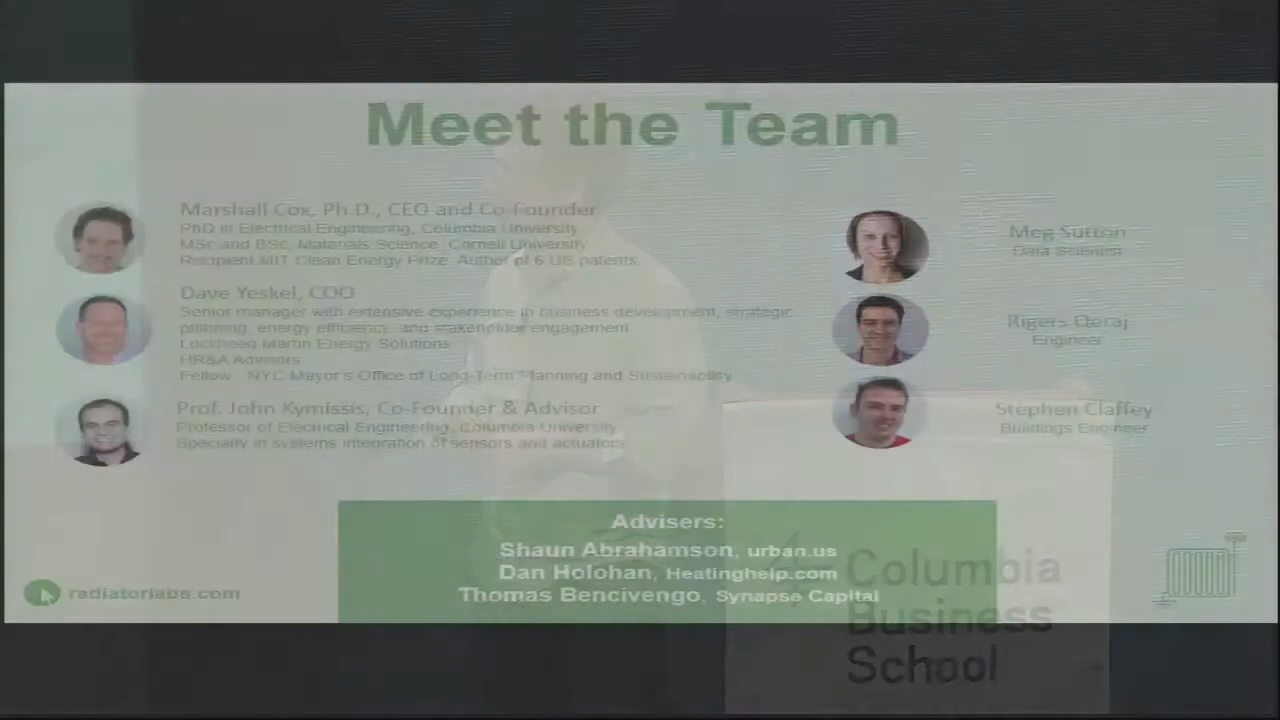 Meet the Team
Marshall Cox, Ph.D., CEO and Co-Founder
PhD in Electrical Engineering, Columbia University
MSc and BSc, Materials Science, Cornell University
Recipient MIT Clean Energy Prize, Author of 6 US patents
Dave Yeskel, COO
Senior manager with extensive experience in business development, strategic
planning, energy efficiency, and stakeholder engagement
Lockheed Martin Energy Solutions
HR&A Advisors
Fellow - NYC Mayor's Office of Long-Term Planning and Sustainability
Prof. John Kymissis, Co-Founder & Advisor
Professor of Electrical Engineering, Columbia University
Specialty in systems integration of sensors and actuators
Meg Sutton
Data Scientist
Rigers Qeraj
Engineer
Stephen Claffey
Buildings Engineer
Advisers:
Shaun Abrahamson, urban.us
Dan Holohan, Heatinghelp.com
Thomas Bencivengo, Synapse Capital
radiatorlabs.com
Columbia
Business
School